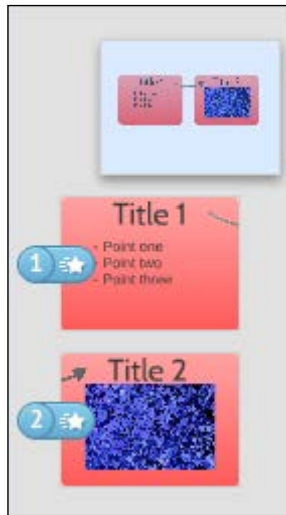 Title 1
- Point one
- Point two
- Point three
1
Title 2
2